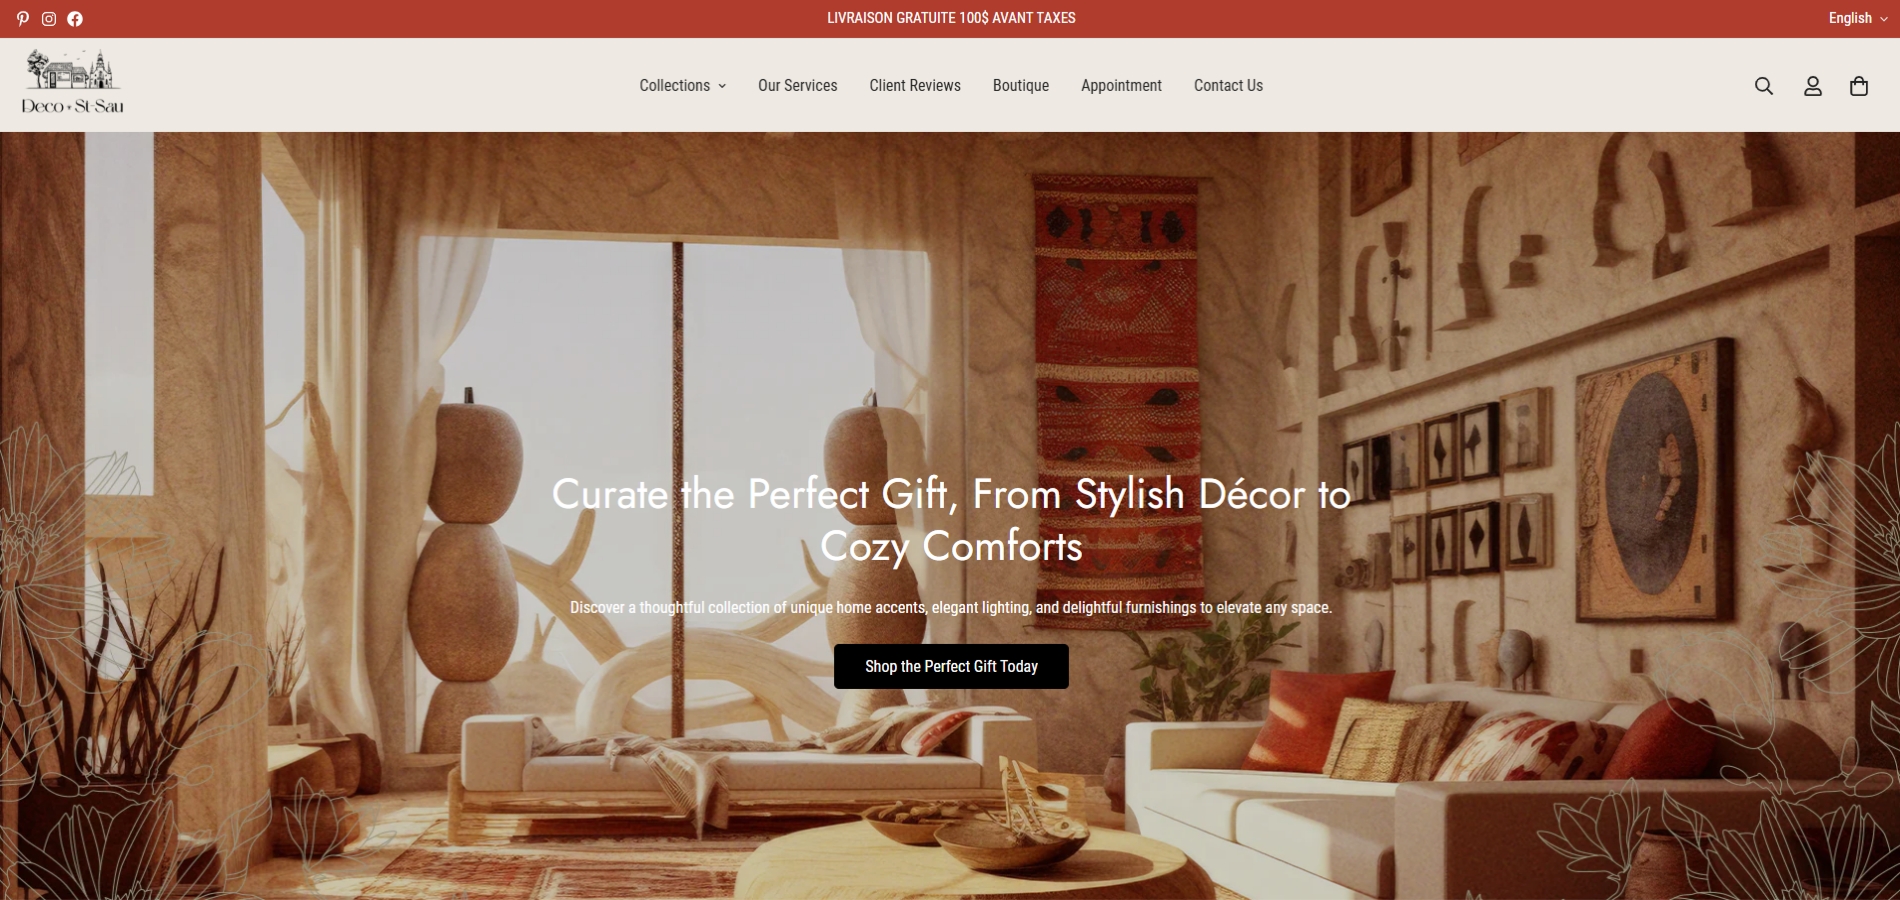 LIVRAISON GRATUITE 100$ AVANT TAXES
English
Deco St-Sau
Collections
Our Services
Client Reviews
Boutique
Appointment
Contact Us
Curate the Perfect Gift, From Stylish Décor to
Cozy Comforts
Discover a thoughtful collection of unique home accents, elegant lighting, and delightful furnishings to elevate any space.
Shop the Perfect Gift Today